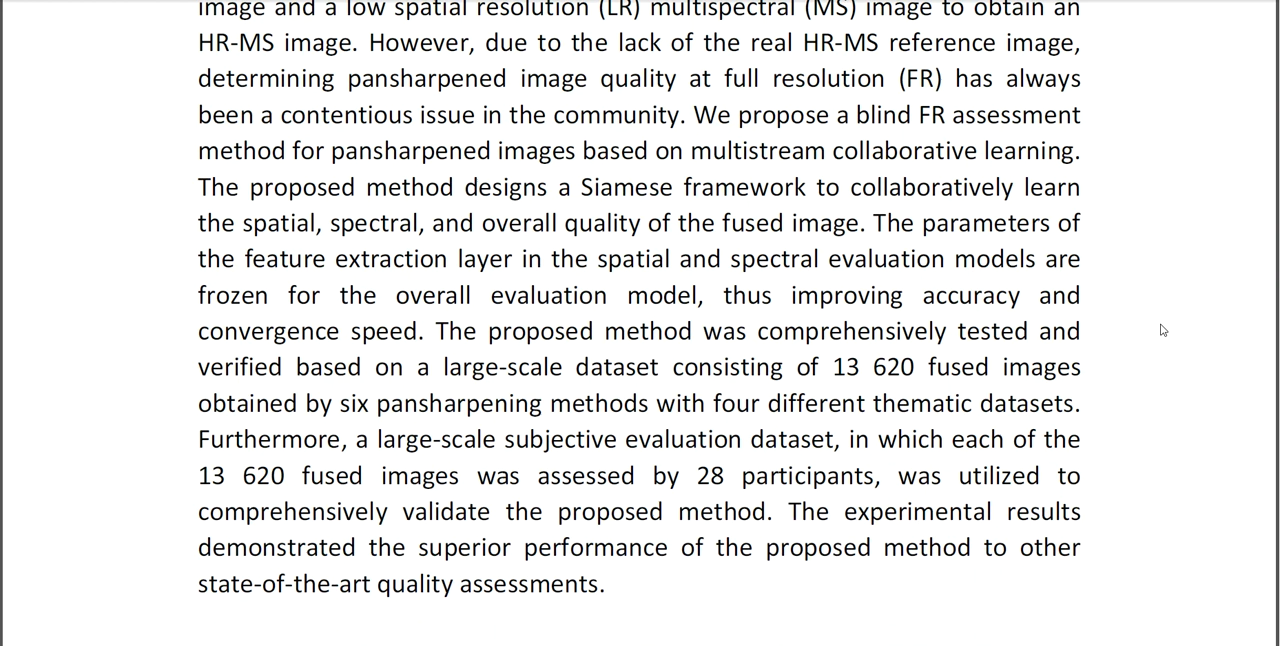 image and a low spatial resolution (LR) multispectral (MS) image to obtain an
HR-MS image. However, due to the lack of the real HR-MS reference image,
determining pansharpened image quality at full resolution (FR) has always
been a contentious issue in the community. We propose a blind FR assessment
method for pansharpened images based on multistream collaborative learning.
The proposed method designs a Siamese framework to collaboratively learn
the spatial, spectral, and overall quality of the fused image. The parameters of
the feature extraction layer in the spatial and spectral evaluation models are
frozen for the overall evaluation model, thus improving accuracy and
convergence speed. The proposed method was comprehensively tested and
verified based on a large-scale dataset consisting of 13 620 fused images
obtained by six pansharpening methods with four different thematic datasets.
Furthermore, a large-scale subjective evaluation dataset, in which each of the
13 620 fused images was assessed by 28 participants, was utilized to
comprehensively validate the proposed method. The experimental results
demonstrated the superior performance of the proposed method to other
state-of-the-art quality assessments.